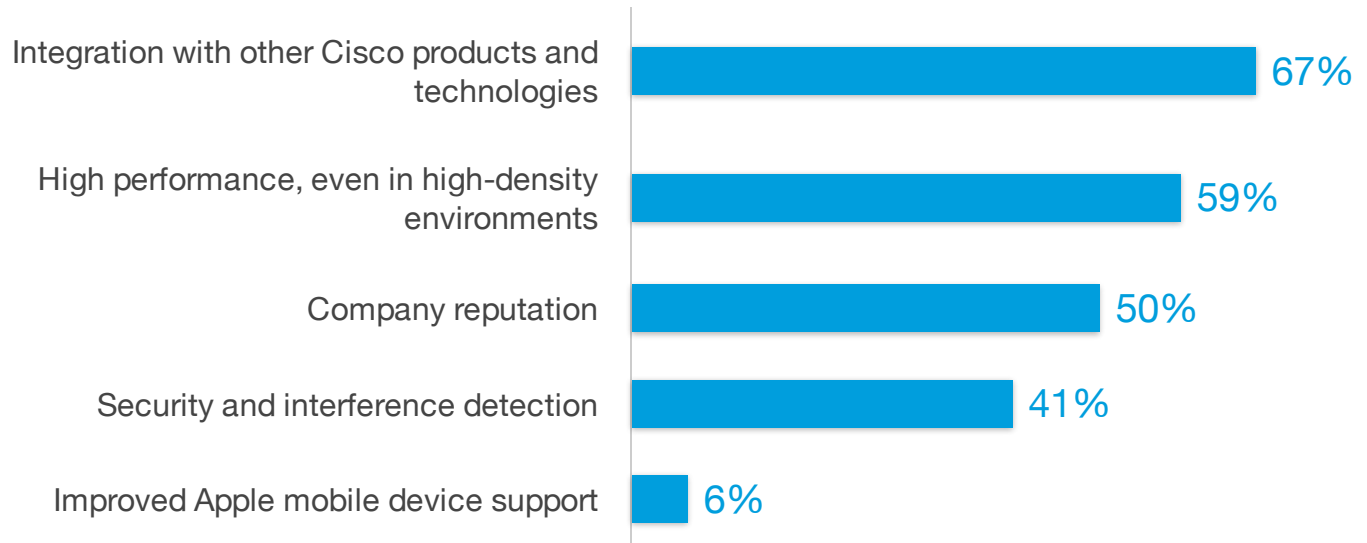 Integration with other Cisco products and
technologies
67%
High performance, even in high-density
environments
59%
Company reputation
50%
Security and interference detection
41%
Improved Apple mobile device support
6%